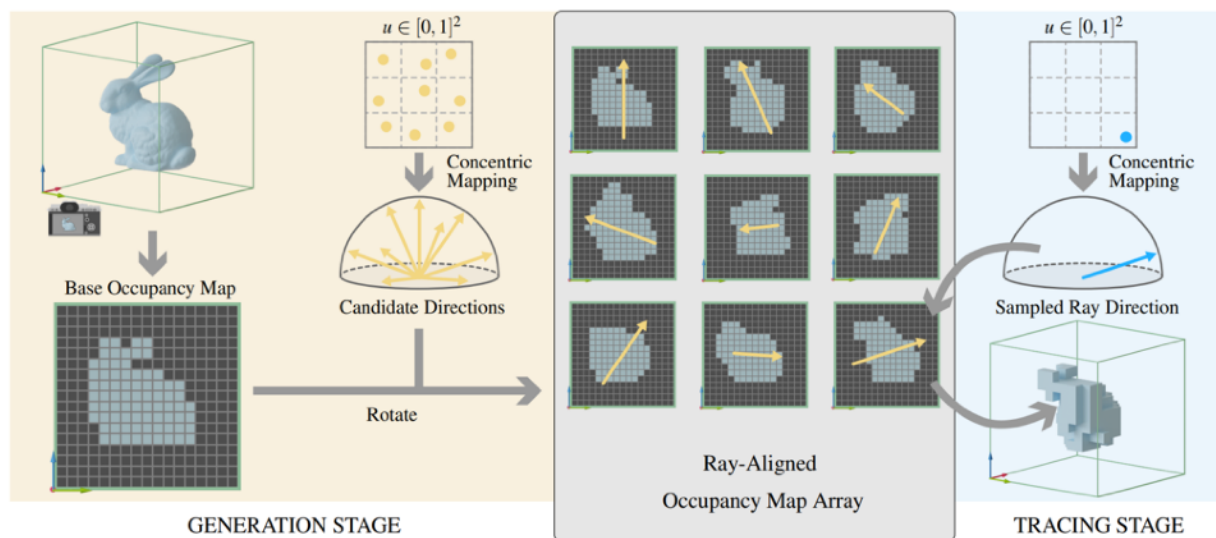 u ∈ [0, 1]²
Concentric
Mapping
Base Occupancy Map
Candidate Directions
Rotate
GENERATION STAGE
Ray-Aligned
Occupancy Map Array
u ∈ [0, 1]²
Concentric
Mapping
Sampled Ray Direction
TRACING STAGE